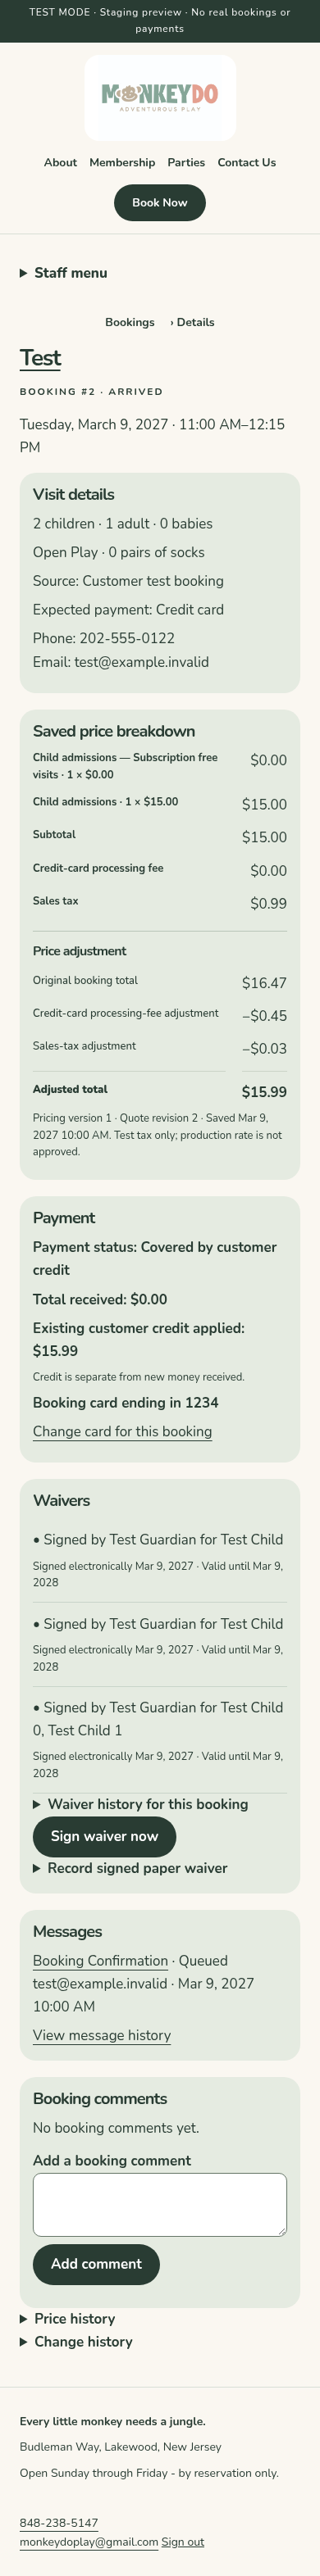 TEST MODE · Staging preview · No real bookings or
payments
MONKEYDO
ADVENTUROUS PLAY
About Membership Parties Contact Us
Book Now
▶ Staff menu
Bookings › Details
Test
BOOKING #2 · ARRIVED
Tuesday, March 9, 2027 · 11:00 AM–12:15
PM
Visit details
2 children · 1 adult · 0 babies
Open Play · 0 pairs of socks
Source: Customer test booking
Expected payment: Credit card
Phone: 202-555-0122
Email: test@example.invalid
Saved price breakdown
Child admissions — Subscription free
visits · 1 × $0.00 $0.00
Child admissions · 1 × $15.00 $15.00
Subtotal $15.00
Credit-card processing fee $0.00
Sales tax $0.99
Price adjustment
Original booking total $16.47
Credit-card processing-fee adjustment –$0.45
Sales-tax adjustment –$0.03
Adjusted total $15.99
Pricing version 1 · Quote revision 2 · Saved Mar 9,
2027 10:00 AM. Test tax only; production rate is not
approved.
Payment
Payment status: Covered by customer
credit
Total received: $0.00
Existing customer credit applied:
$15.99
Credit is separate from new money received.
Booking card ending in 1234
Change card for this booking
Waivers
• Signed by Test Guardian for Test Child
Signed electronically Mar 9, 2027 · Valid until Mar 9,
2028
• Signed by Test Guardian for Test Child
Signed electronically Mar 9, 2027 · Valid until Mar 9,
2028
• Signed by Test Guardian for Test Child
0, Test Child 1
Signed electronically Mar 9, 2027 · Valid until Mar 9,
2028
▶ Waiver history for this booking
Sign waiver now
▶ Record signed paper waiver
Messages
Booking Confirmation · Queued
test@example.invalid · Mar 9, 2027
10:00 AM
View message history
Booking comments
No booking comments yet.
Add a booking comment
Add comment
▶ Price history
▶ Change history
Every little monkey needs a jungle.
Budleman Way, Lakewood, New Jersey
Open Sunday through Friday - by reservation only.
848-238-5147
monkeydoplay@gmail.com Sign out